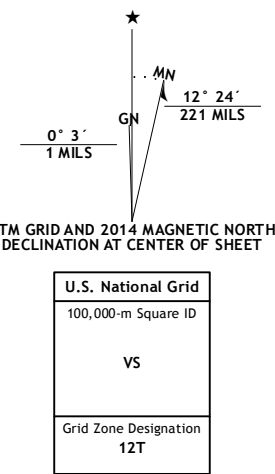 ★
MN
12° 24´
221 MILS
GN
0° 3´
1 MILS
TM GRID AND 2014 MAGNETIC NORTH
DECLINATION AT CENTER OF SHEET
U.S. National Grid
100,000-m Square ID
VS
Grid Zone Designation
12T